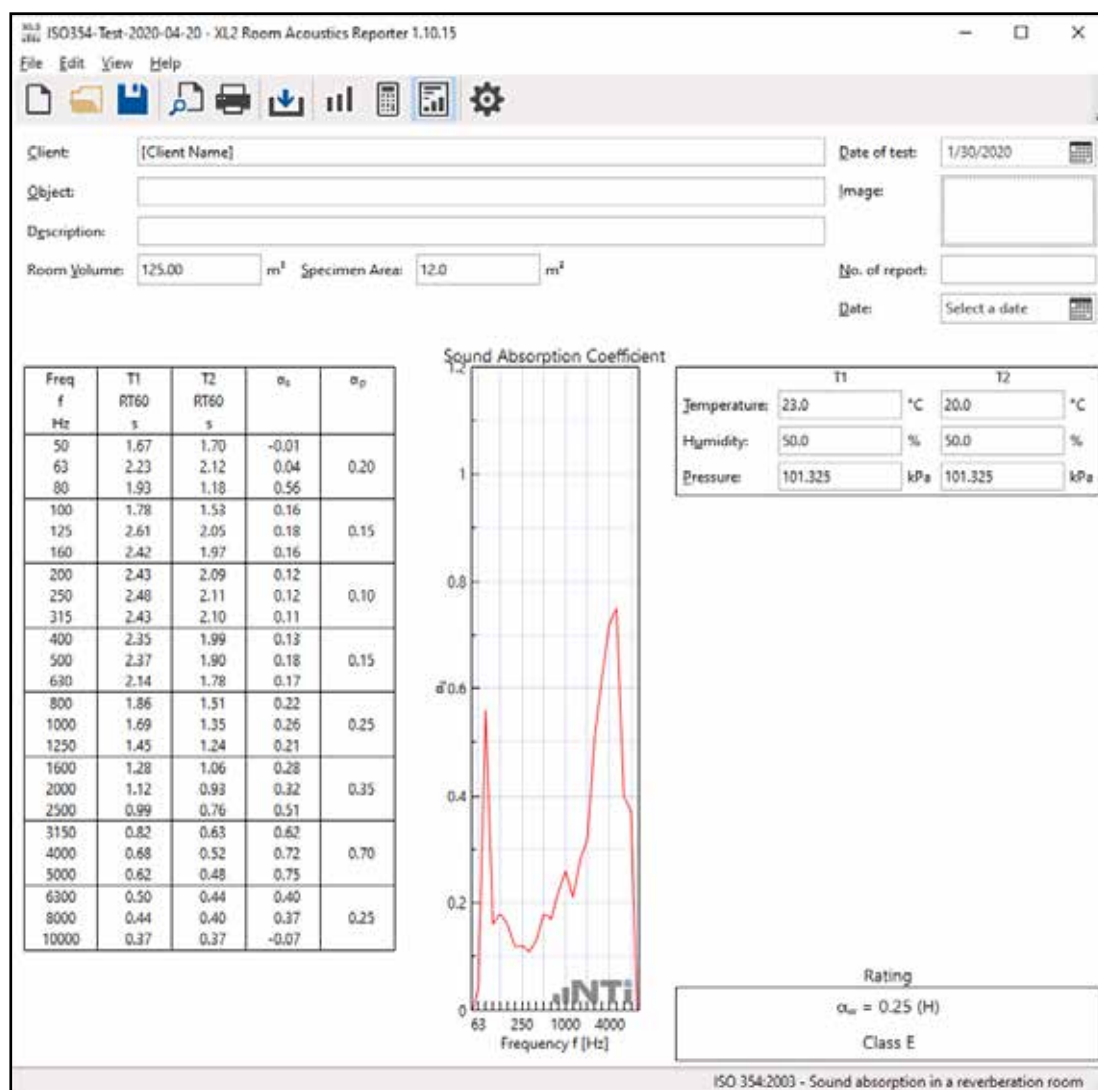 ISO354-Test-2020-04-20 - XL2 Room Acoustics Reporter 1.10.15
File Edit View Help
Client: [Client Name] Date of test: 1/30/2020
Object: Image:
Description:
Room Volume: 125.00 m³ Specimen Area: 12.0 m² No. of report:
Date: Select a date
Sound Absorption Coefficient
Freq T1 T2 αs αp
f RT60 RT60
Hz s s
50 1.67 1.70 -0.01
63 2.23 2.12 0.04 0.20
80 1.93 1.18 0.56
100 1.78 1.53 0.16
125 2.61 2.05 0.18 0.15
160 2.42 1.97 0.16
200 2.43 2.09 0.12
250 2.48 2.11 0.12 0.10
315 2.43 2.10 0.11
400 2.35 1.99 0.13
500 2.37 1.90 0.18 0.15
630 2.14 1.78 0.17
800 1.86 1.51 0.22
1000 1.69 1.35 0.26 0.25
1250 1.45 1.24 0.21
1600 1.28 1.06 0.28
2000 1.12 0.93 0.32 0.35
2500 0.99 0.76 0.51
3150 0.82 0.63 0.62
4000 0.68 0.52 0.72 0.70
5000 0.62 0.48 0.75
6300 0.50 0.44 0.40
8000 0.44 0.40 0.37 0.25
10000 0.37 0.37 -0.07
1.2
1
0.8
αs 0.6
0.4
0.2
0
NTi
63 250 1000 4000
Frequency f [Hz]
T1 T2
Temperature: 23.0 °C 20.0 °C
Humidity: 50.0 % 50.0 %
Pressure: 101.325 kPa 101.325 kPa
Rating
αw = 0.25 (H)
Class E
ISO 354:2003 - Sound absorption in a reverberation room